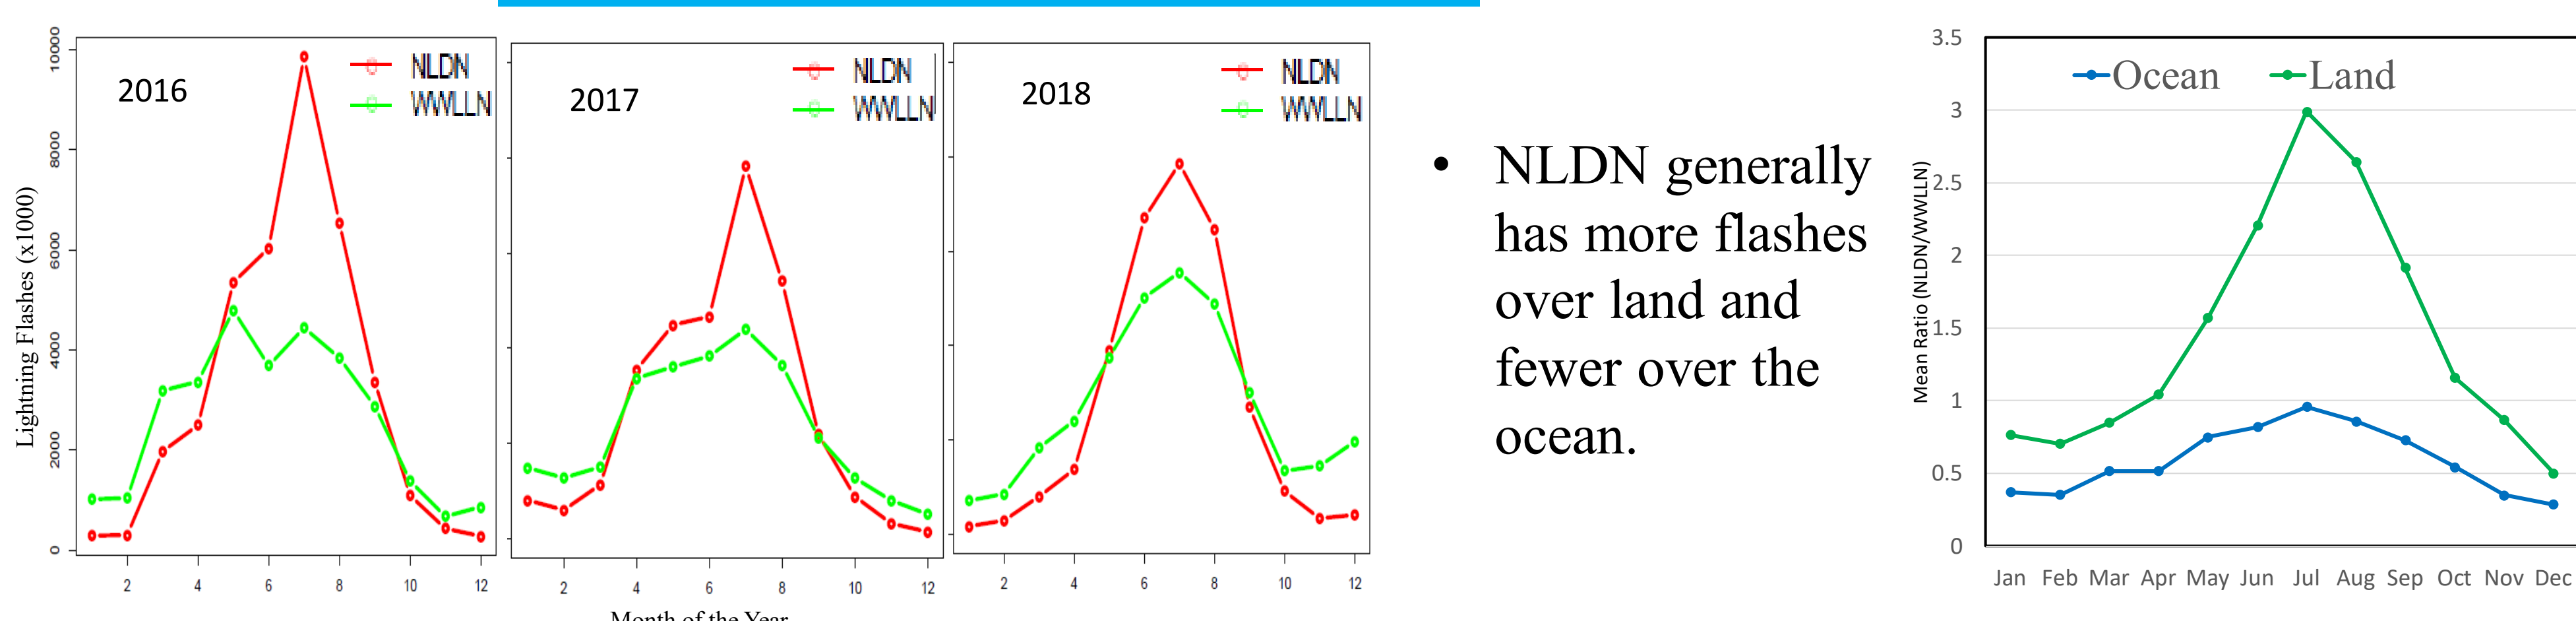 2016
NLDN
WWLLN
Lightning Flashes (x1000)
10000
8000
6000
4000
2000
0
2 4 6 8 10 12
2017
NLDN
WWLLN
2 4 6 8 10 12
2018
NLDN
WWLLN
2 4 6 8 10 12
Month of the Year
• NLDN generally
has more flashes
over land and
fewer over the
ocean.
Ocean Land
Mean Ratio (NLDN/WWLLN)
3.5
3
2.5
2
1.5
1
0.5
0
Jan Feb Mar Apr May Jun Jul Aug Sep Oct Nov Dec